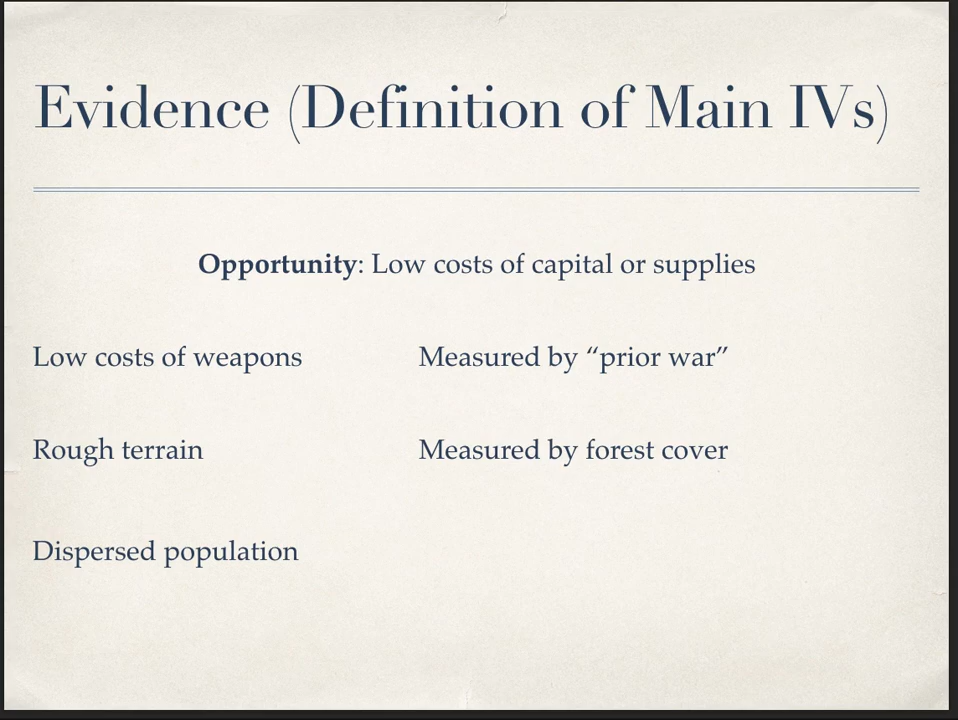 Evidence (Definition of Main IVs)
Opportunity: Low costs of capital or supplies
Low costs of weapons Measured by “prior war”
Rough terrain Measured by forest cover
Dispersed population